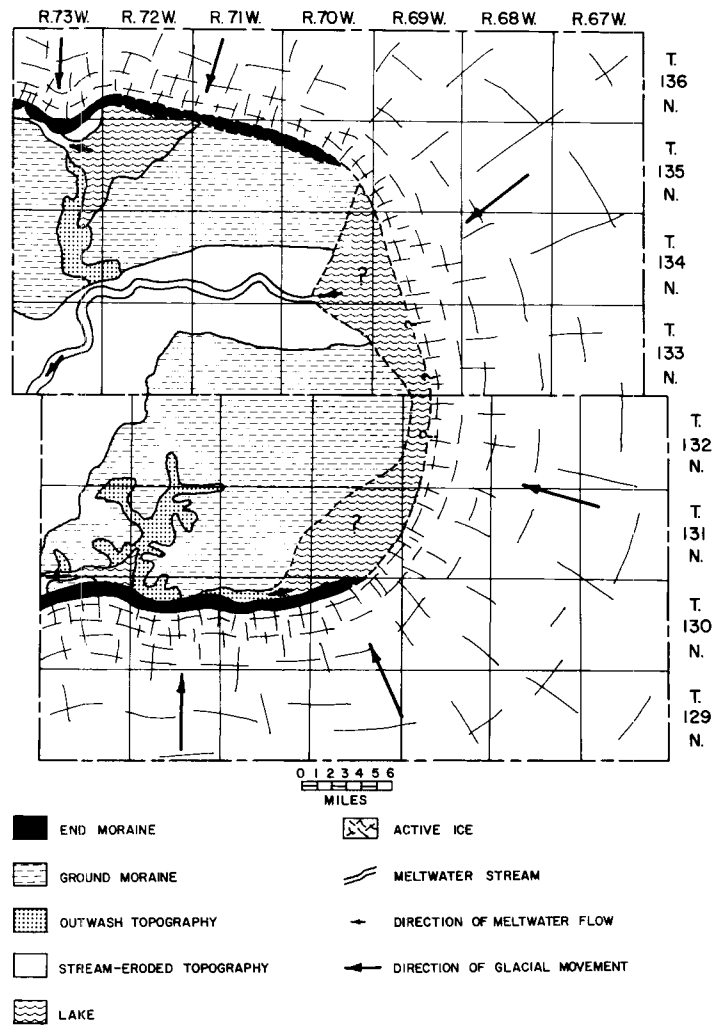 R.73W. R.72W. R.71W. R.70W. R.69W. R.68W. R.67W.
T.
136
N.
T.
135
N.
T.
134
N.
T.
133
N.
T.
132
N.
T.
131
N.
T.
130
N.
T.
129
N.
?
?
?
?
?
0 1 2 3 4 5 6
MILES
END MORAINE
GROUND MORAINE
OUTWASH TOPOGRAPHY
STREAM-ERODED TOPOGRAPHY
LAKE
ACTIVE ICE
MELTWATER STREAM
DIRECTION OF MELTWATER FLOW
DIRECTION OF GLACIAL MOVEMENT